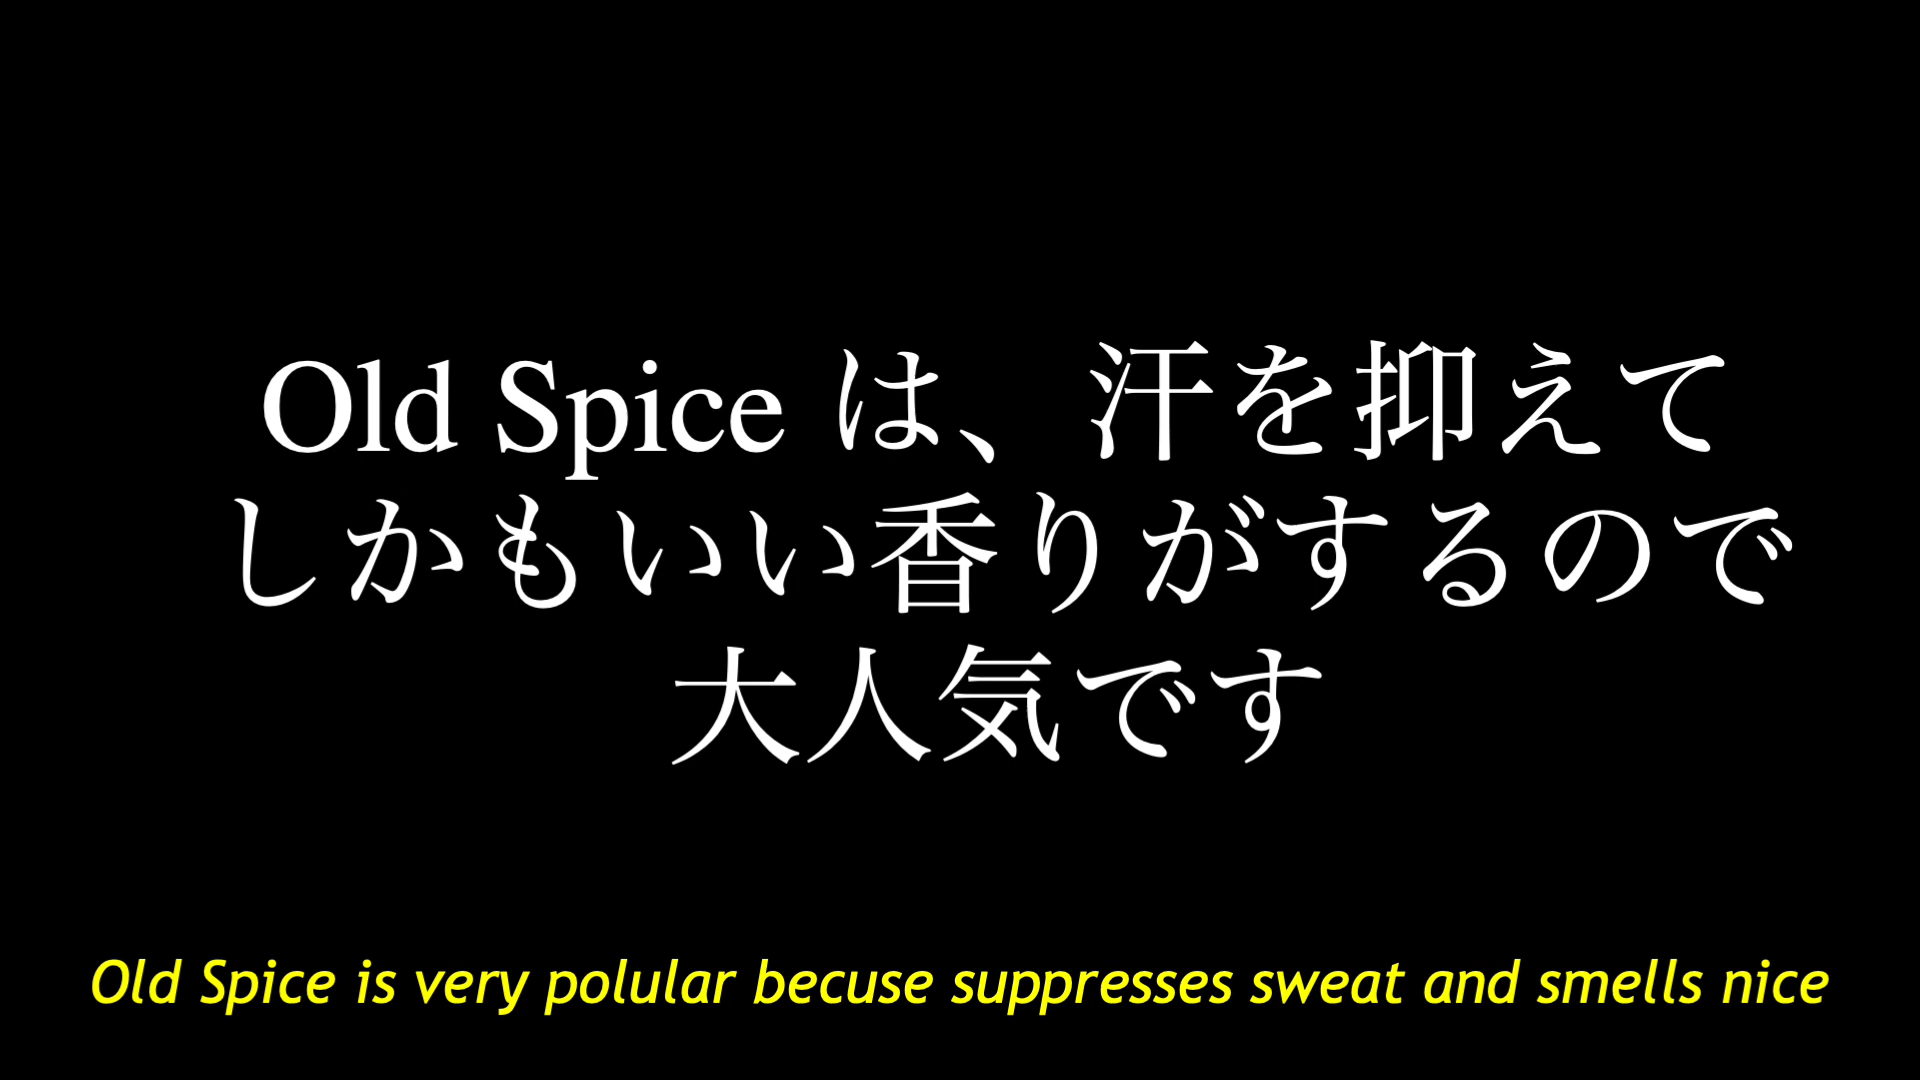 Old Spice は、汗を抑えて
しかもいい香りがするので
大人気です
Old Spice is very polular becuse suppresses sweat and smells nice